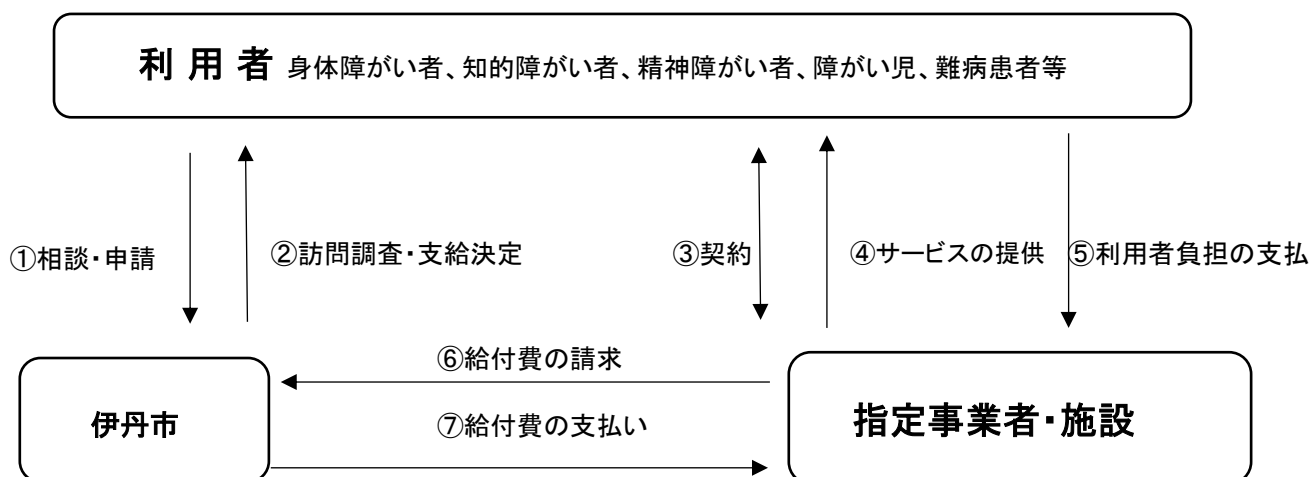 利 用 者 身体障がい者、知的障がい者、精神障がい者、障がい児、難病患者等
①相談・申請
②訪問調査・支給決定
③契約
④サービスの提供
⑤利用者負担の支払
⑥給付費の請求
⑦給付費の支払い
伊丹市
指定事業者・施設